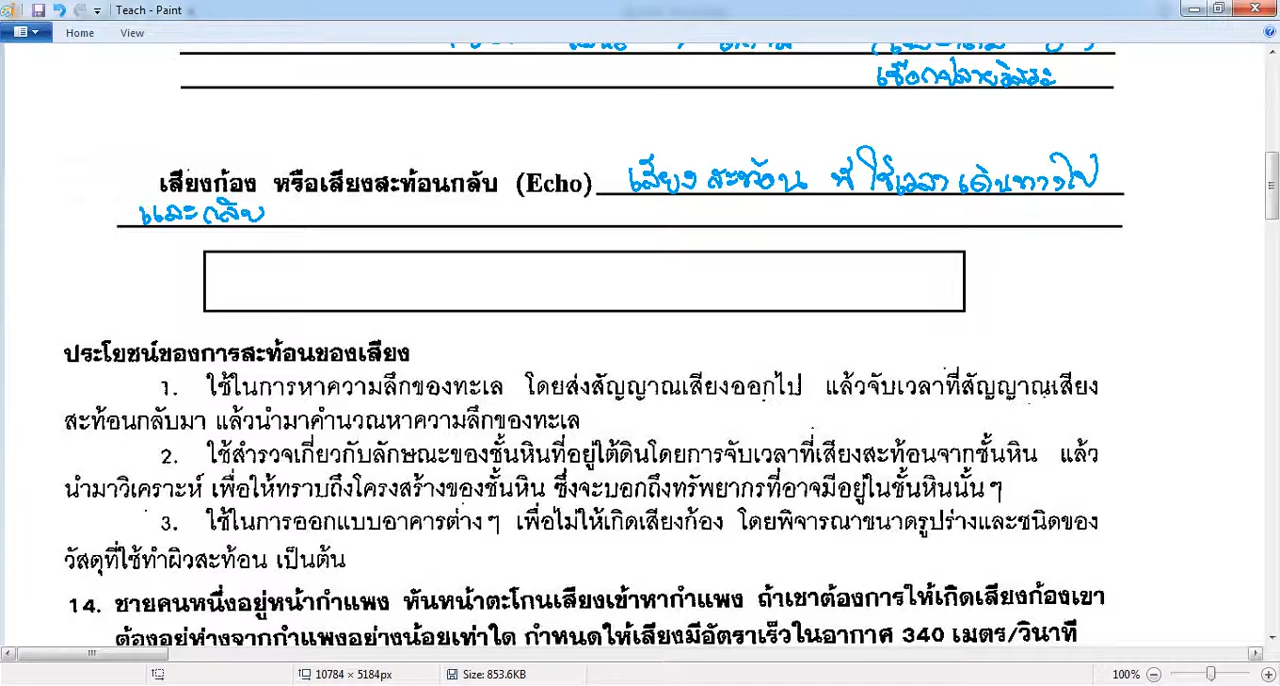 Teach - Paint
Home View
เชือกปลายอิสระ
เสียงก้อง หรือเสียงสะท้อนกลับ (Echo) เสียง สะท้อน ที่ ใช้เวลา เดินทางไป
และกลับ
ประโยชน์ของการสะท้อนของเสียง
1. ใช้ในการหาความลึกของทะเล โดยส่งสัญญาณเสียงออกไป แล้วจับเวลาที่สัญญาณเสียง
สะท้อนกลับมา แล้วนำมาคำนวณหาความลึกของทะเล
2. ใช้สำรวจเกี่ยวกับลักษณะของชั้นหินที่อยู่ใต้ดินโดยการจับเวลาที่เสียงสะท้อนจากชั้นหิน แล้ว
นำมาวิเคราะห์ เพื่อให้ทราบถึงโครงสร้างของชั้นหิน ซึ่งจะบอกถึงทรัพยากรที่อาจมีอยู่ในชั้นหินนั้น ๆ
3. ใช้ในการออกแบบอาคารต่าง ๆ เพื่อไม่ให้เกิดเสียงก้อง โดยพิจารณาขนาดรูปร่างและชนิดของ
วัสดุที่ใช้ทำผิวสะท้อน เป็นต้น
14. ชายคนหนึ่งอยู่หน้ากำแพง หันหน้าตะโกนเสียงเข้าหากำแพง ถ้าเขาต้องการให้เกิดเสียงก้องเขา
ต้องอยู่ห่างจากกำแพงอย่างน้อยเท่าใด กำหนดให้เสียงมีอัตราเร็วในอากาศ 340 เมตร/วินาที
10784 × 5184px Size: 853.6KB 100%